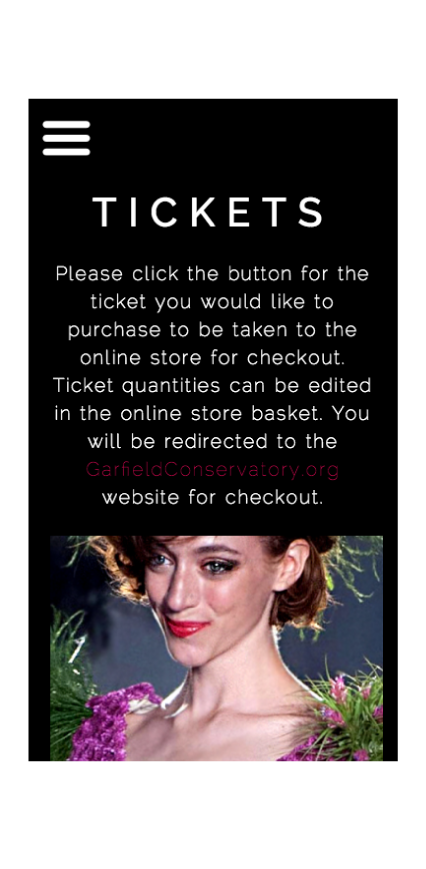 TICKETS
Please click the button for the
ticket you would like to
purchase to be taken to the
online store for checkout.
Ticket quantities can be edited
in the online store basket. You
will be redirected to the
GarfieldConservatory.org
website for checkout.